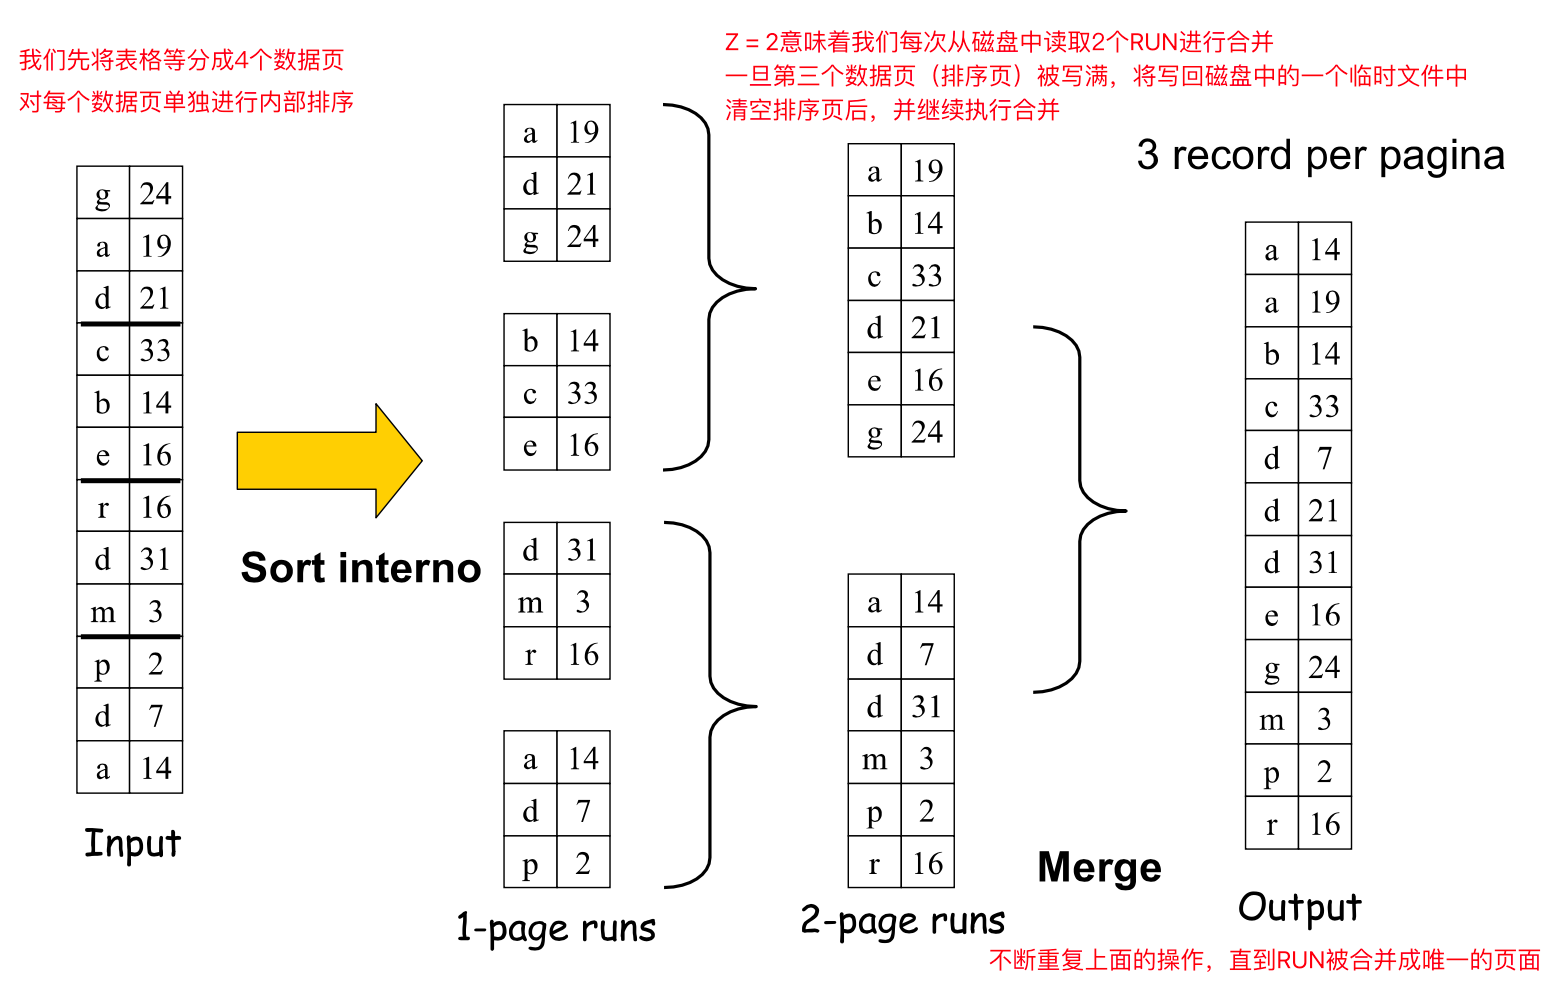 我们先将表格等分成4个数据页
对每个数据页单独进行内部排序
Z = 2意味着我们每次从磁盘中读取2个RUN进行合并
一旦第三个数据页（排序页）被写满，将写回磁盘中的一个临时文件中
清空排序页后，并继续执行合并
3 record per pagina
g 24
a 19
d 21
c 33
b 14
e 16
r 16
d 31
m 3
p 2
d 7
a 14
Input
Sort interno
a 19
d 21
g 24
b 14
c 33
e 16
d 31
m 3
r 16
a 14
d 7
p 2
1-page runs
a 19
b 14
c 33
d 21
e 16
g 24
a 14
d 7
d 31
m 3
p 2
r 16
2-page runs
Merge
a 14
a 19
b 14
c 33
d 7
d 21
d 31
e 16
g 24
m 3
p 2
r 16
Output
不断重复上面的操作，直到RUN被合并成唯一的页面